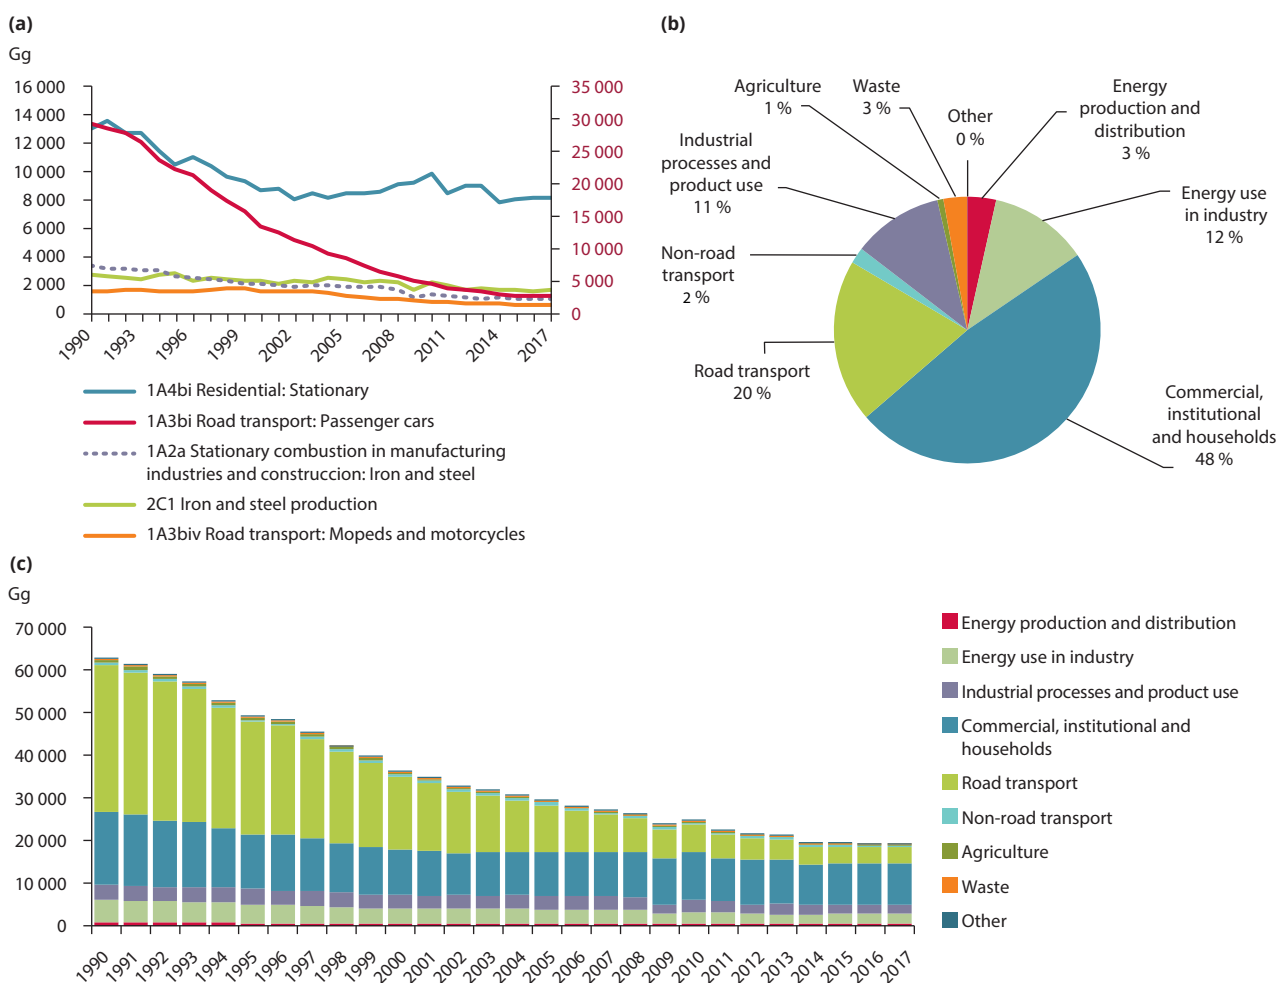 (a)
Gg
16 000
14 000
12 000
10 000
8 000
6 000
4 000
2 000
0
35 000
30 000
25 000
20 000
15 000
10 000
5 000
0
1990
1993
1996
1999
2002
2005
2008
2011
2014
2017
1A4bi Residential: Stationary
1A3bi Road transport: Passenger cars
1A2a Stationary combustion in manufacturing
industries and construccion: Iron and steel
2C1 Iron and steel production
1A3biv Road transport: Mopeds and motorcycles
(b)
Agriculture
1 %
Waste
3 %
Other
0 %
Energy
production and
distribution
3 %
Industrial
processes and
product use
11 %
Energy use
in industry
12 %
Non-road
transport
2 %
Road transport
20 %
Commercial,
institutional
and households
48 %
(c)
Gg
70 000
60 000
50 000
40 000
30 000
20 000
10 000
0
1990
1991
1992
1993
1994
1995
1996
1997
1998
1999
2000
2001
2002
2003
2004
2005
2006
2007
2008
2009
2010
2011
2012
2013
2014
2015
2016
2017
Energy production and distribution
Energy use in industry
Industrial processes and product use
Commercial, institutional and
households
Road transport
Non-road transport
Agriculture
Waste
Other